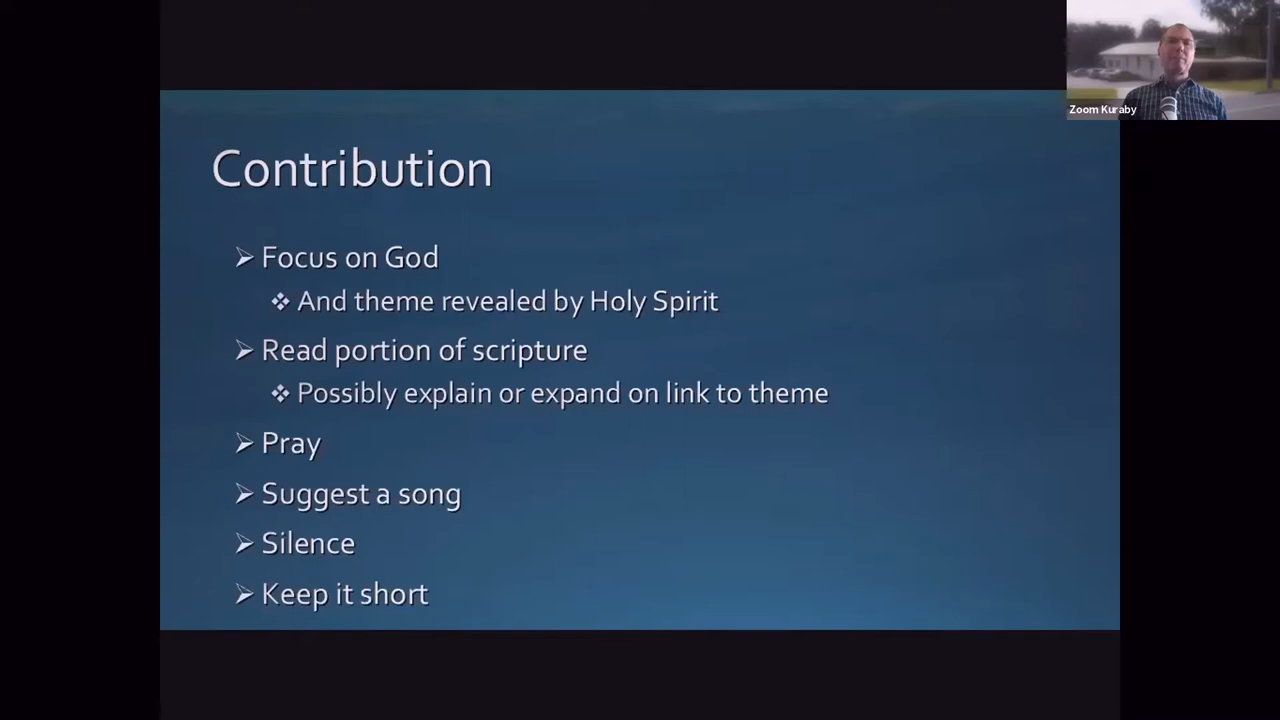 Zoom Kuraby
Contribution
➢ Focus on God
❖ And theme revealed by Holy Spirit
➢ Read portion of scripture
❖ Possibly explain or expand on link to theme
➢ Pray
➢ Suggest a song
➢ Silence
➢ Keep it short